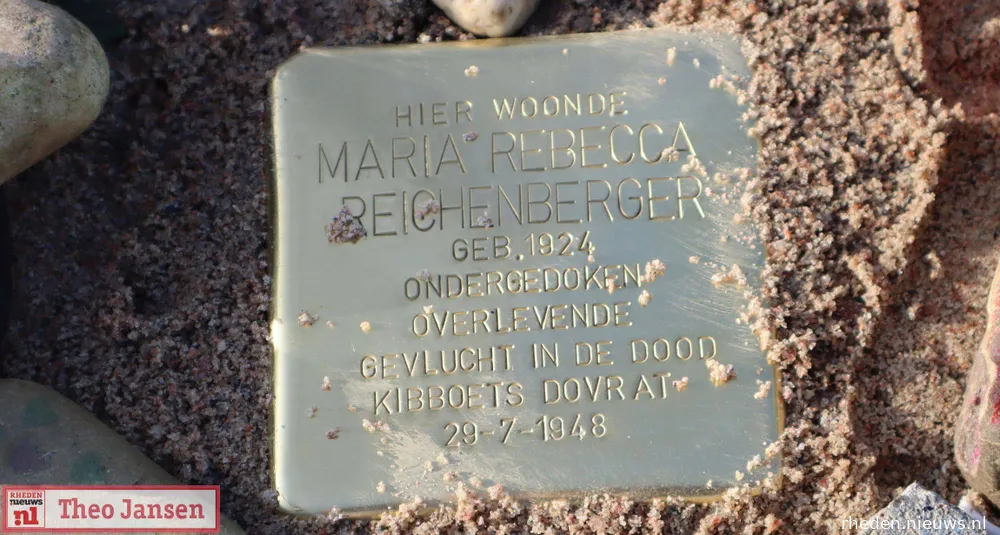 HIER WOONDE
MARIA REBECCA
REICHENBERGER
GEB. 1924
ONDERGEDOKEN
OVERLEVENDE
GEVLUCHT IN DE DOOD
KIBBOETS DOVRAT
29-7-1948
RHEDEN
nieuws
.nl
Theo Jansen
rheden.nieuws.nl